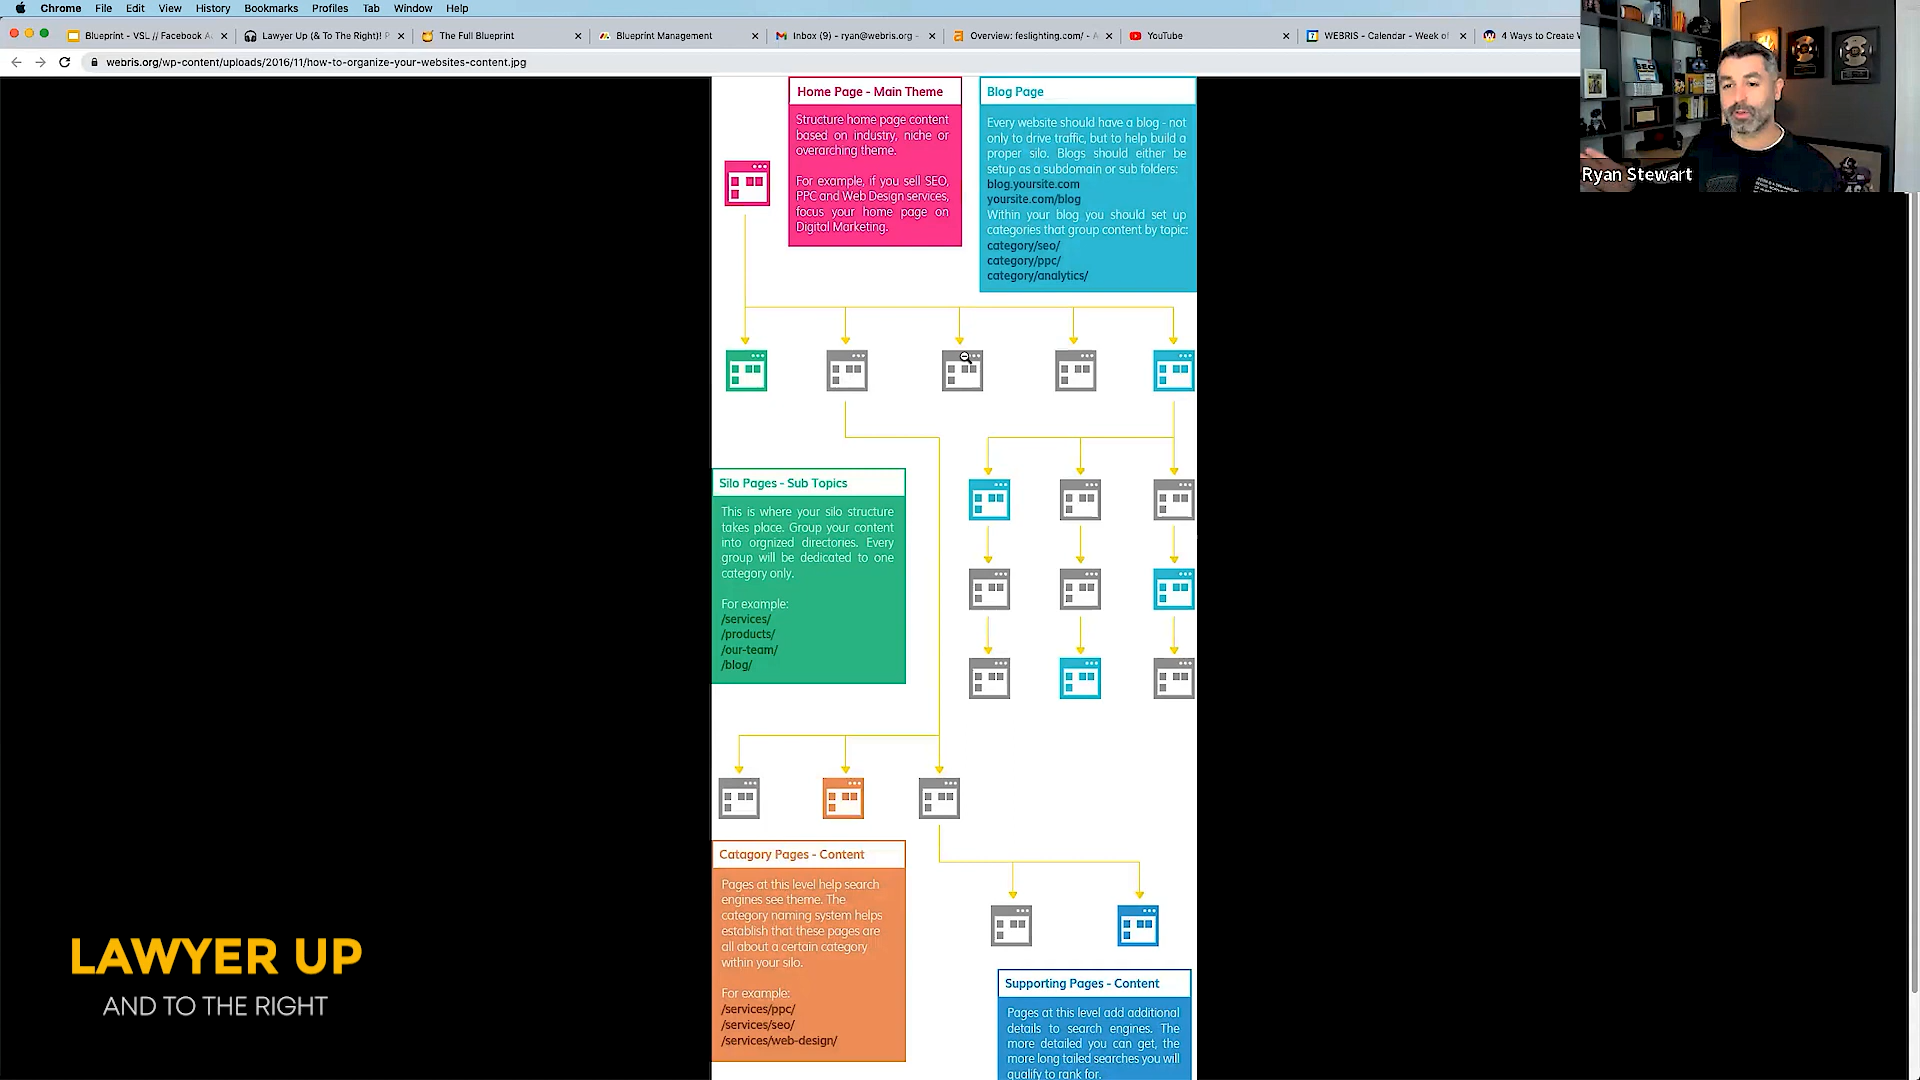 Chrome File Edit View History Bookmarks Profiles Tab Window Help
Blueprint - VSL // Facebook A
Lawyer Up (& To The Right)! P
The Full Blueprint
Blueprint Management
Inbox (9) - ryan@webris.org -
Overview: feslighting.com/ - A
YouTube
WEBRIS - Calendar - Week of
4 Ways to Create
webris.org/wp-content/uploads/2016/11/how-to-organize-your-websites-content.jpg
Ryan Stewart
Home Page - Main Theme
Structure home page content
based on industry, niche or
overarching theme.
For example, if you sell SEO,
PPC and Web Design services,
focus your home page on
Digital Marketing.
Blog Page
Every website should have a blog - not
only to drive traffic, but to help build a
proper silo. Blogs should either be
setup as a subdomain or sub folders:
blog.yoursite.com
yoursite.com/blog
Within your blog you should set up
categories that group content by topic:
category/seo/
category/ppc/
category/analytics/
Silo Pages - Sub Topics
This is where your silo structure
takes place. Group your content
into orgnized directories. Every
group will be dedicated to one
category only.
For example:
/services/
/products/
/our-team/
/blog/
Catagory Pages - Content
Pages at this level help search
engines see theme. The
category naming system helps
establish that these pages are
all about a certain category
within your silo.
For example:
/services/ppc/
/services/seo/
/services/web-design/
Supporting Pages - Content
Pages at this level add additional
details to search engines. The
more detailed you can get, the
more long tailed searches you will
qualify to rank for.
LAWYER UP
AND TO THE RIGHT